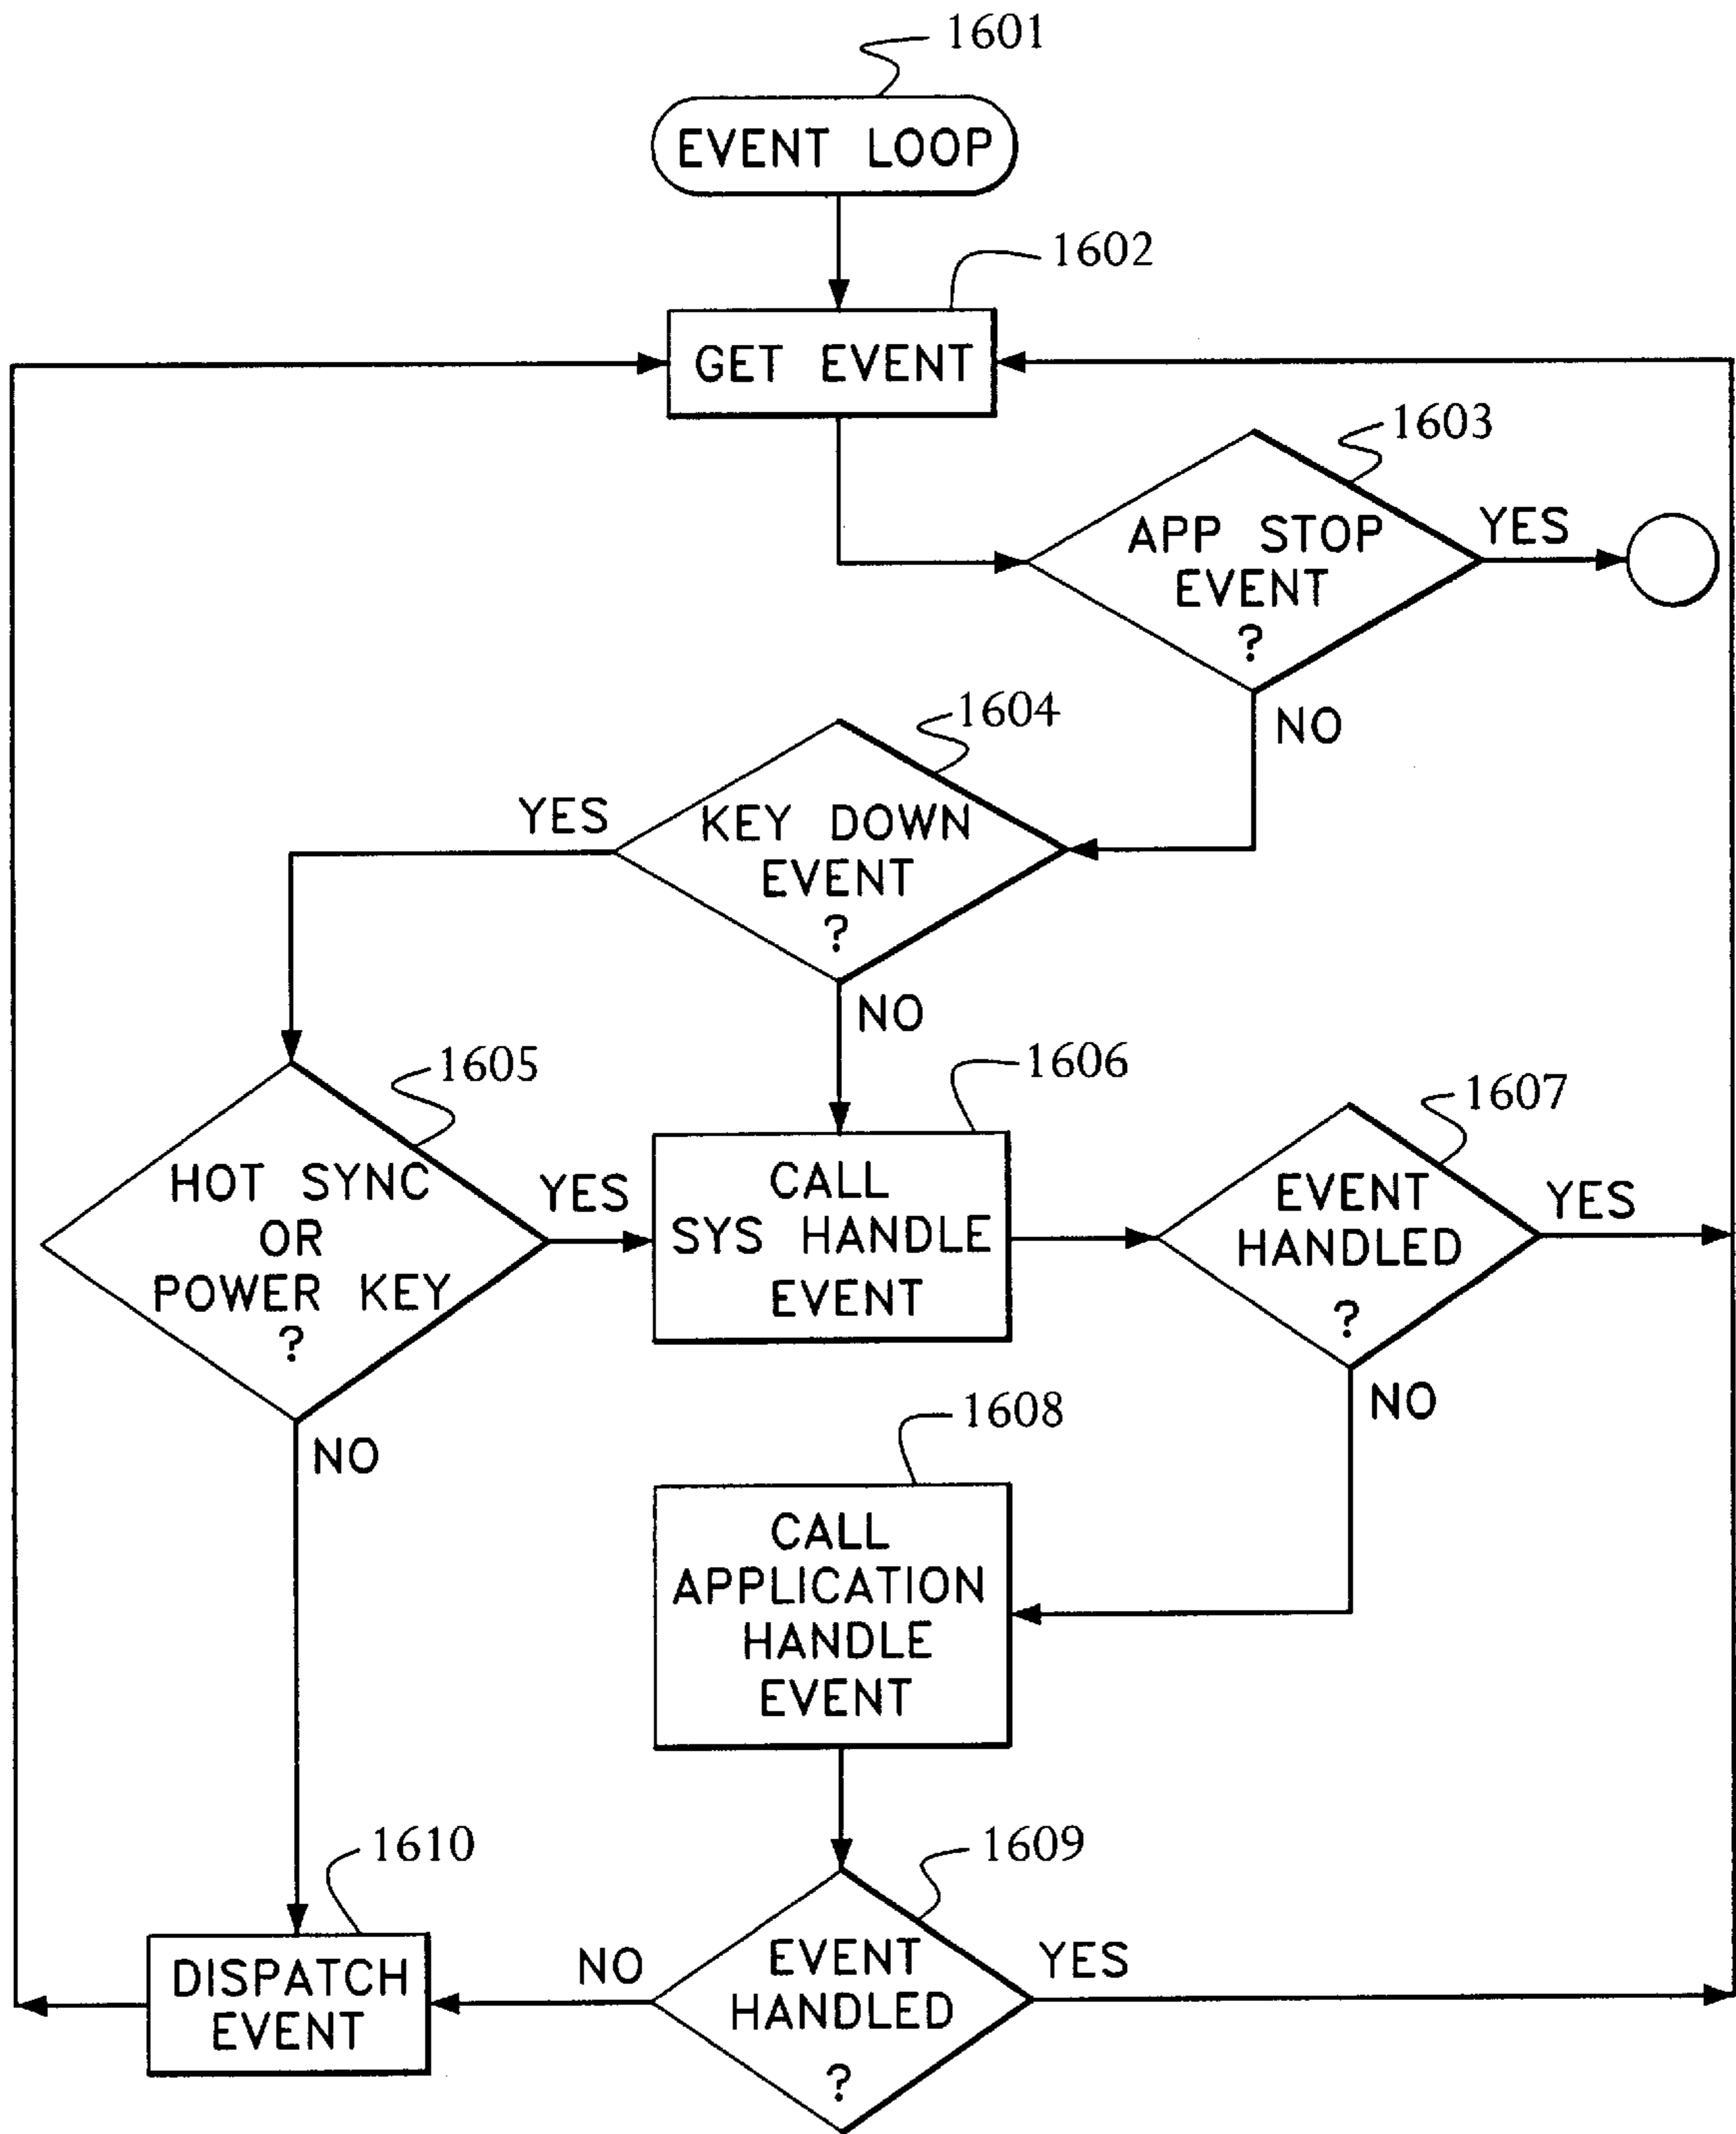 1601
EVENT LOOP
1602
GET EVENT
1603
APP STOP
EVENT
?
YES
NO
1604
KEY DOWN
EVENT
?
YES
NO
1605
HOT SYNC
OR
POWER KEY
?
YES
NO
1606
CALL
SYS HANDLE
EVENT
1607
EVENT
HANDLED
?
YES
NO
1608
CALL
APPLICATION
HANDLE
EVENT
1609
EVENT
HANDLED
?
YES
NO
1610
DISPATCH
EVENT